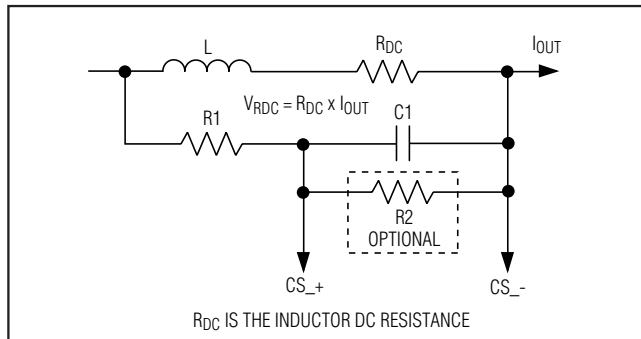 L
RDC
IOUT
VRDC = RDC x IOUT
R1
C1
R2
OPTIONAL
CS_+
CS_-
RDC IS THE INDUCTOR DC RESISTANCE